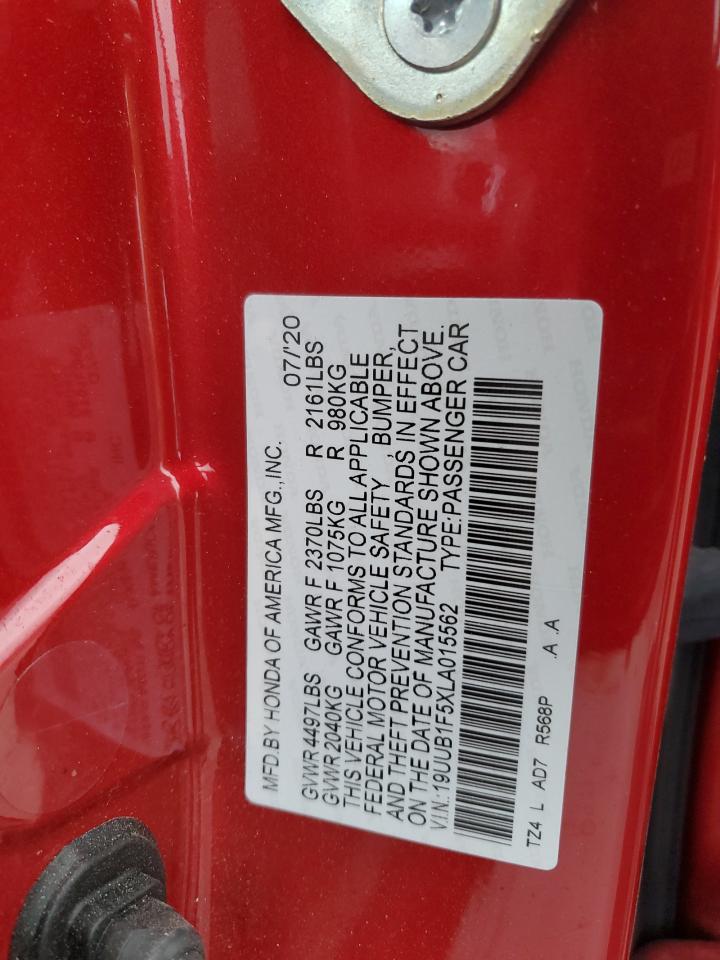 MFD.BY HONDA OF AMERICA MFG.,INC. 07/'20
GVWR 4497LBS GAWR F 2370LBS R 2161LBS
GVWR 2040KG GAWR F 1075KG R 980KG
THIS VEHICLE CONFORMS TO ALL APPLICABLE
FEDERAL MOTOR VEHICLE SAFETY, BUMPER,
AND THEFT PREVENTION STANDARDS IN EFFECT
ON THE DATE OF MANUFACTURE SHOWN ABOVE.
V.I.N.:19UUB1F5XLA015562 TYPE:PASSENGER CAR
TZ4 L AD7 R568P .A .A